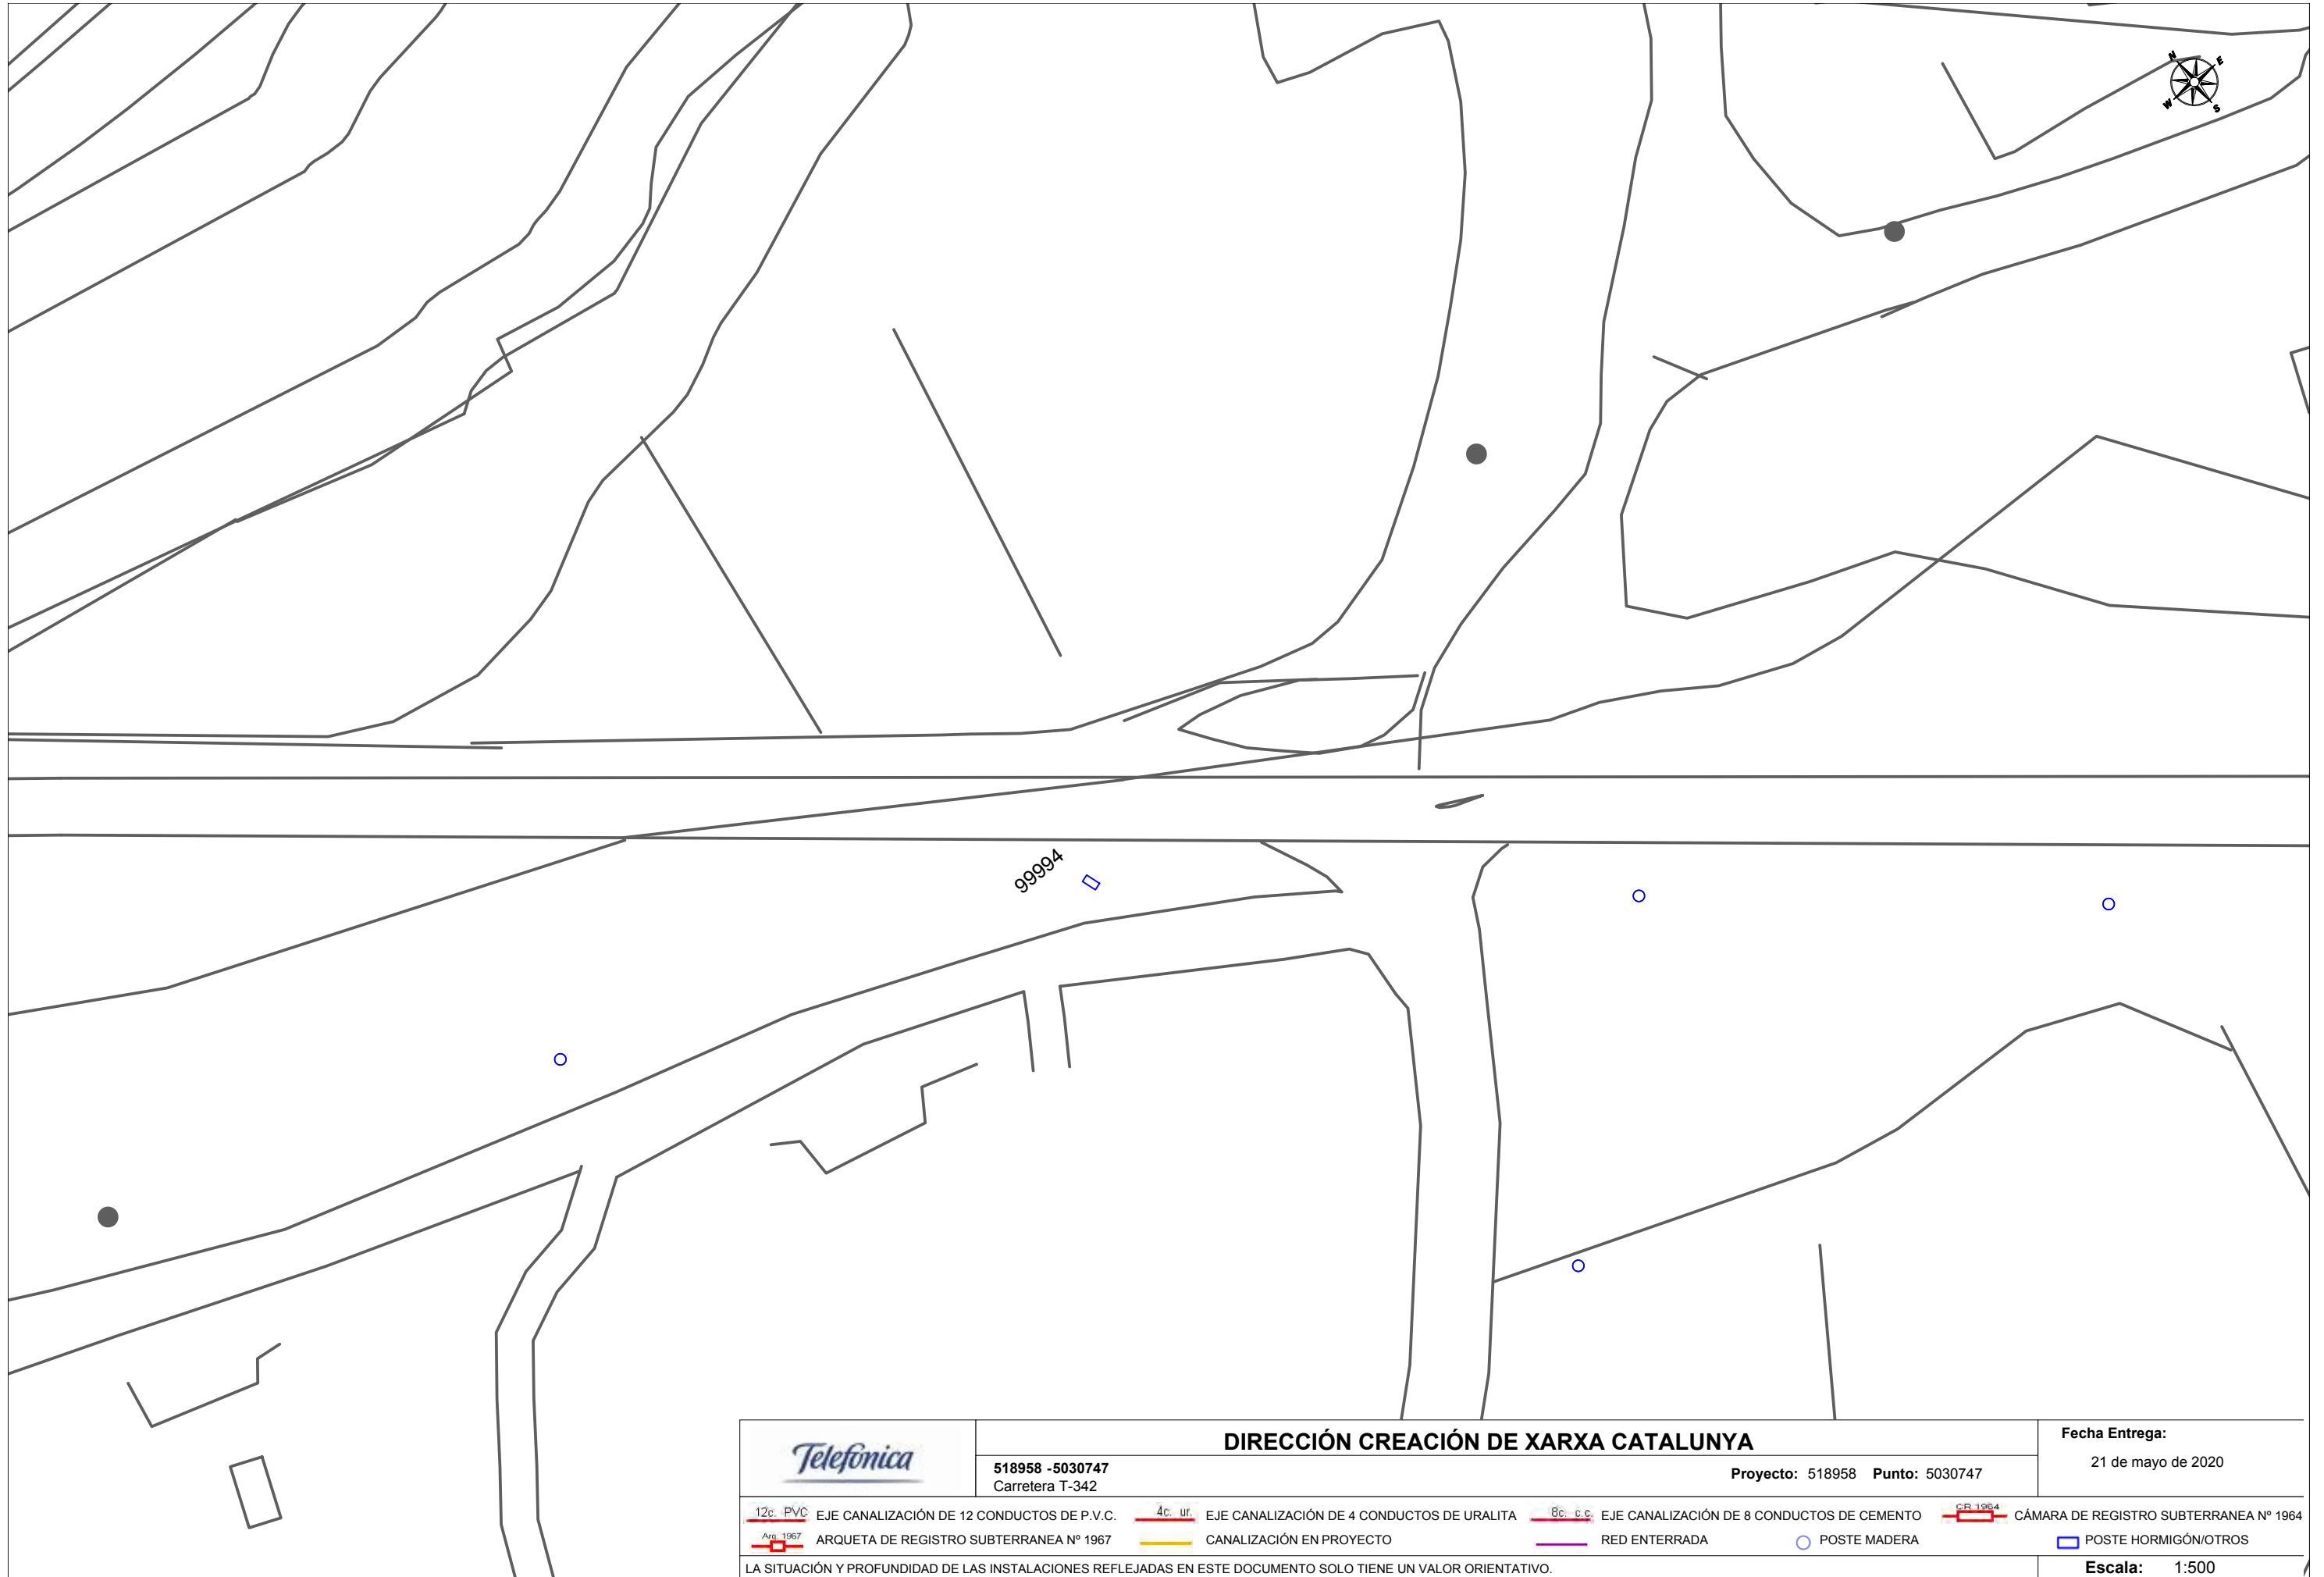 N
E
W
S
99994
Telefónica
DIRECCIÓN CREACIÓN DE XARXA CATALUNYA
Fecha Entrega:
21 de mayo de 2020
518958 -5030747
Carretera T-342
Proyecto: 518958 Punto: 5030747
12c. PVC EJE CANALIZACIÓN DE 12 CONDUCTOS DE P.V.C. 4c. ur. EJE CANALIZACIÓN DE 4 CONDUCTOS DE URALITA 8c. c.c. EJE CANALIZACIÓN DE 8 CONDUCTOS DE CEMENTO CR.1964 CÁMARA DE REGISTRO SUBTERRANEA Nº 1964
Arq. 1967 ARQUETA DE REGISTRO SUBTERRANEA Nº 1967 CANALIZACIÓN EN PROYECTO RED ENTERRADA POSTE MADERA POSTE HORMIGÓN/OTROS
LA SITUACIÓN Y PROFUNDIDAD DE LAS INSTALACIONES REFLEJADAS EN ESTE DOCUMENTO SOLO TIENE UN VALOR ORIENTATIVO.
Escala: 1:500